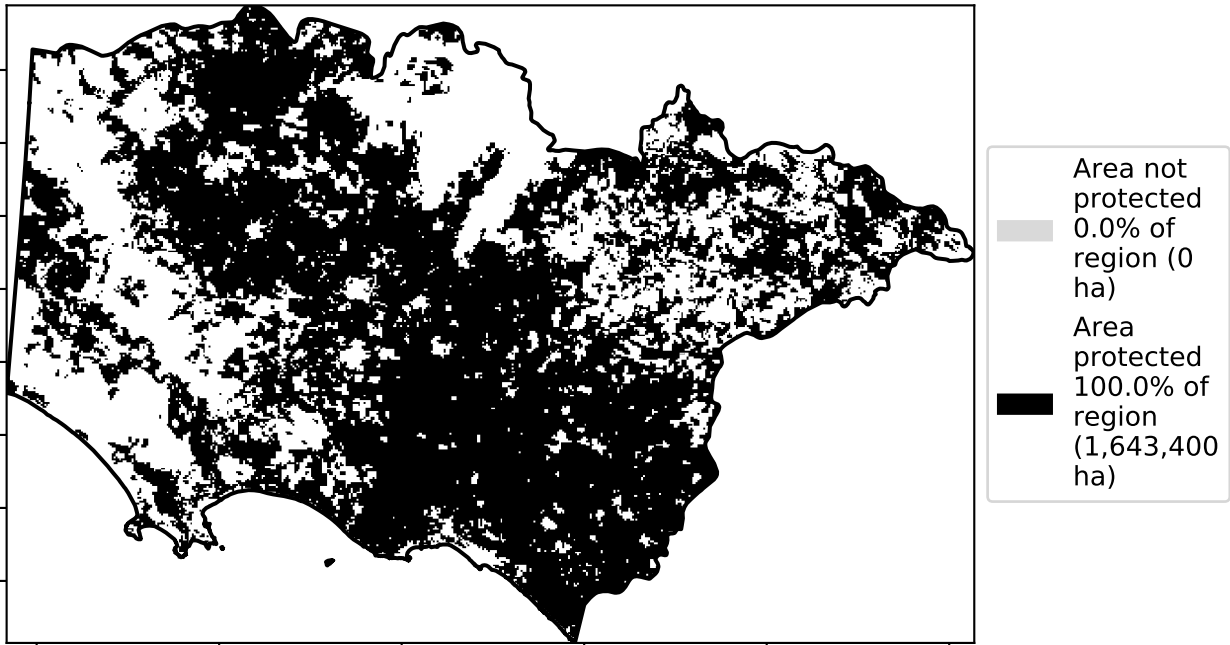 Area not
protected
0.0% of
region (0
ha)
Area
protected
100.0% of
region
(1,643,400
ha)